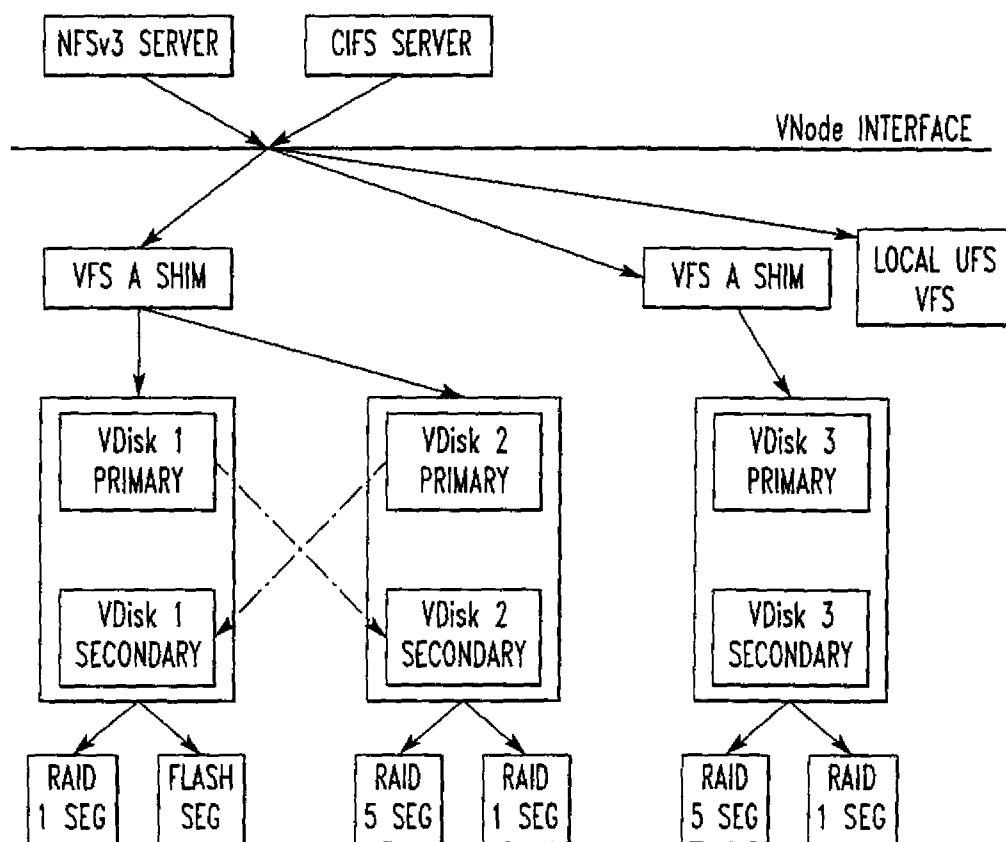 NFSv3 SERVER
CIFS SERVER
VNode INTERFACE
VFS A SHIM
VFS A SHIM
LOCAL UFS
VFS
VDisk 1
PRIMARY
VDisk 2
PRIMARY
VDisk 3
PRIMARY
VDisk 1
SECONDARY
VDisk 2
SECONDARY
VDisk 3
SECONDARY
RAID
1 SEG
FLASH
SEG
RAID
5 SEG
RAID
1 SEG
RAID
5 SEG
RAID
1 SEG